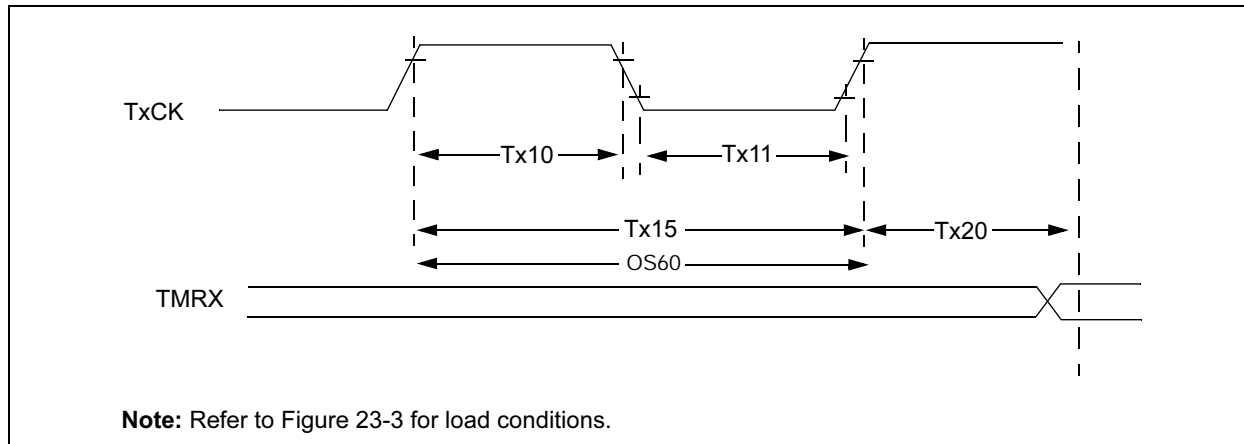 TxCK
Tx10
Tx11
Tx15
Tx20
OS60
TMRX
Note: Refer to Figure 23-3 for load conditions.